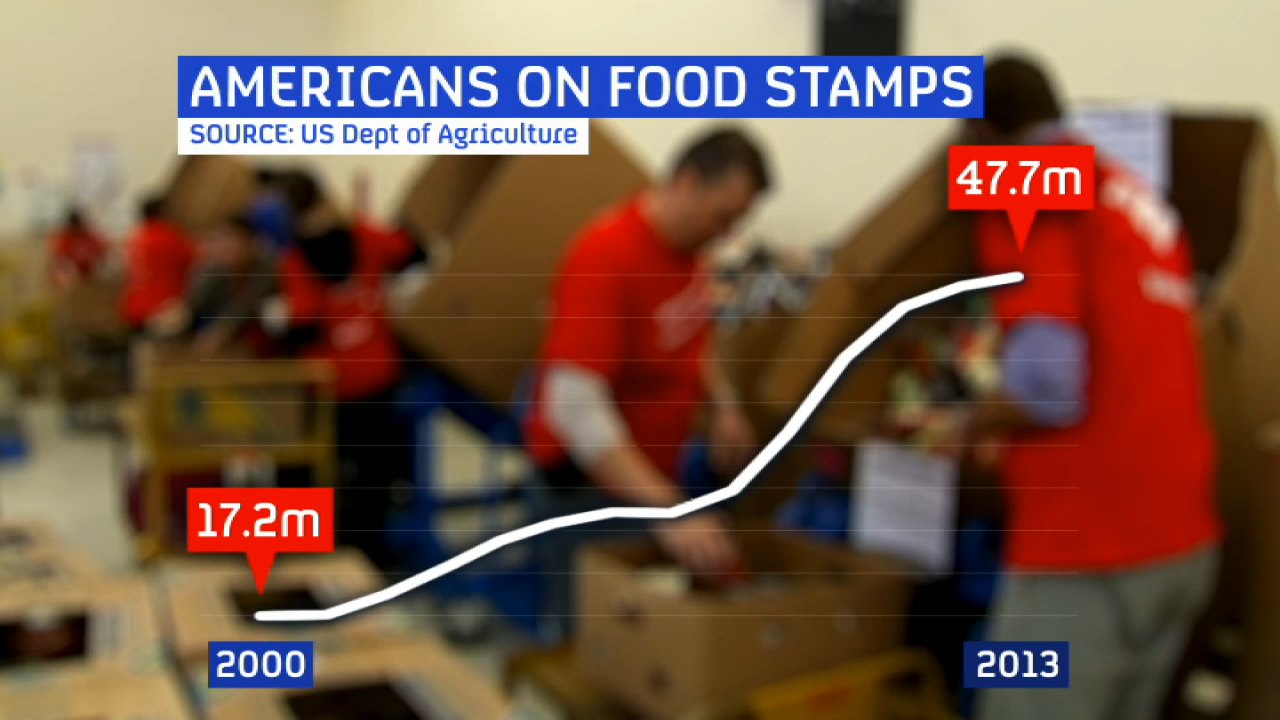 AMERICANS ON FOOD STAMPS
SOURCE: US Dept of Agriculture
47.7m
17.2m
2000
2013